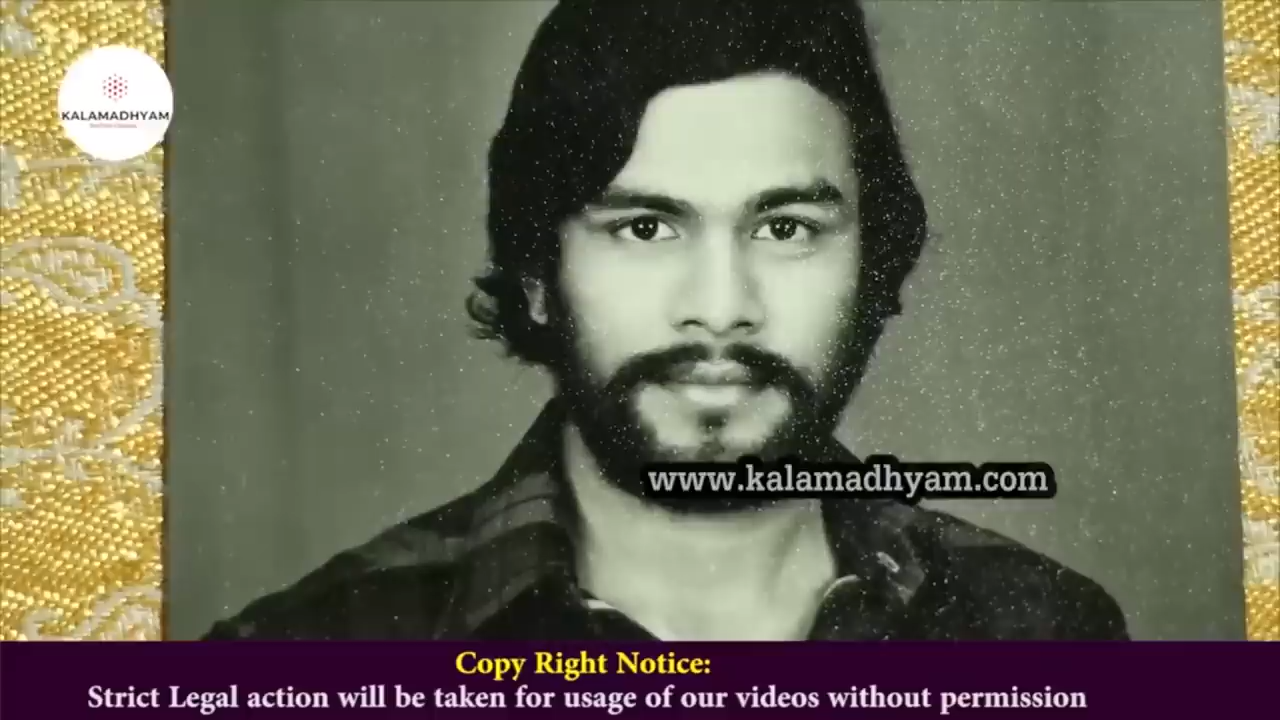 KALAMADHYAM
www.kalamadhyam.com
Copy Right Notice:
Strict Legal action will be taken for usage of our videos without permission